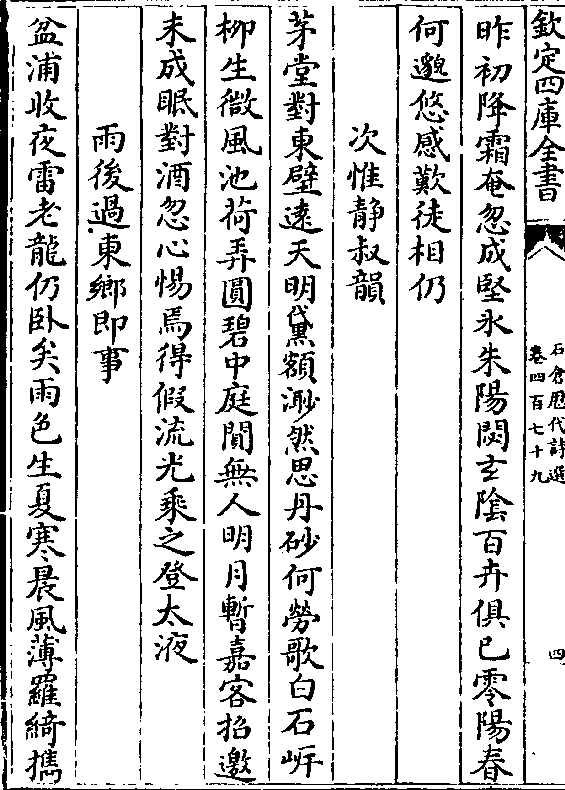 欽定四庫全書
石倉歷代詩選
卷四百七十九
四
昨初降霜奄忽成堅氷朱陽閟玄陰百卉俱已零陽春
何邈悠感歎徒相仍
次惟静叔韻
茅堂對東壁遠天明黛額渺然思丹砂何勞歌白石岸
柳生微風池荷弄圓碧中庭閴無人明月暫嘉客招邀
未成眠對酒忽心惕焉得假流光乘之登太液
雨後過東鄉即事
盆浦收夜雷老龍仍卧矣雨色生夏寒晨風薄羅綺擕